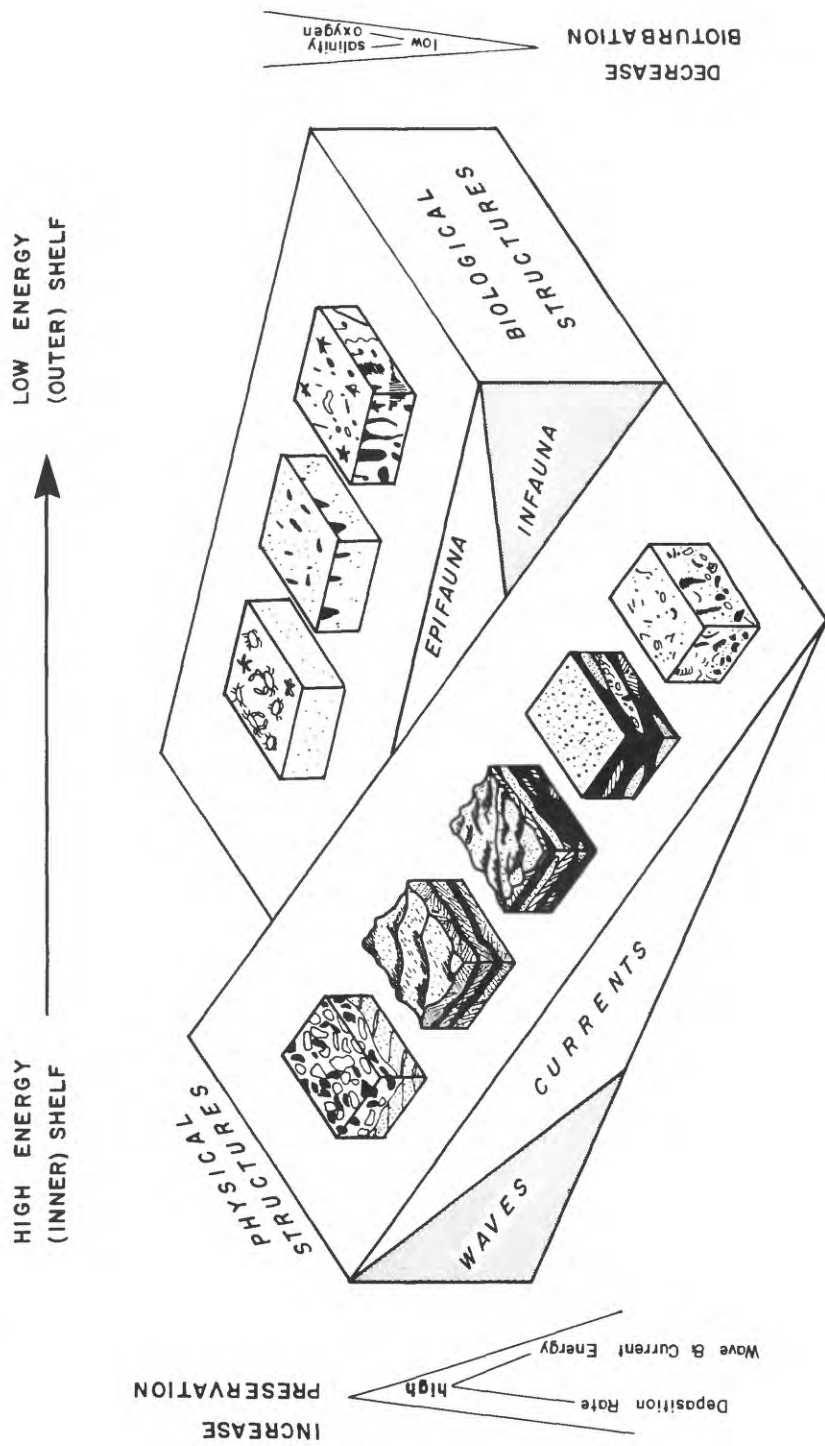 HIGH ENERGY
(INNER) SHELF
LOW ENERGY
(OUTER) SHELF
PHYSICAL
STRUCTURES
WAVES
CURRENTS
EPIFAUNA
INFAUNA
BIOLOGICAL
STRUCTURES
INCREASE
PRESERVATION
high
Deposition Rate
Wave & Current Energy
DECREASE
BIOTURBATION
low
salinity
oxygen